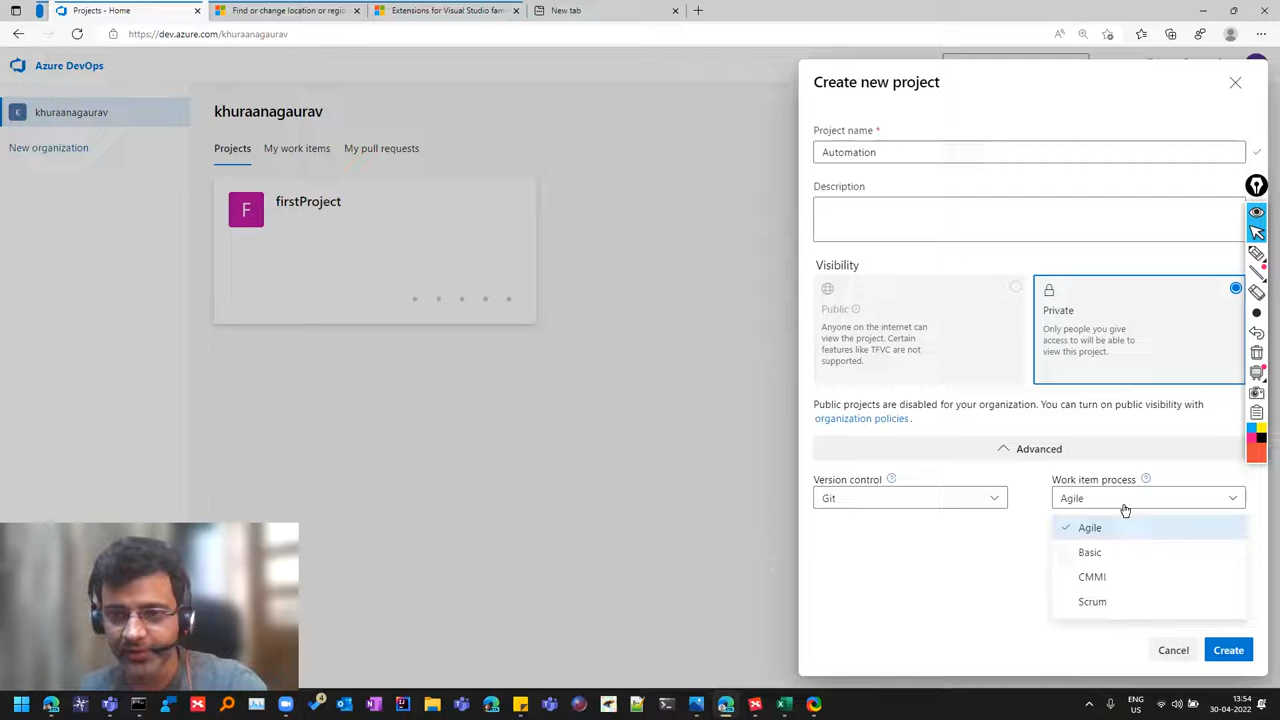 Projects - Home
Find or change location or regio
Extensions for Visual Studio fam
New tab
https://dev.azure.com/khuraanagaurav
Azure DevOps
K khuraanagaurav
New organization
khuraanagaurav
Projects My work items My pull requests
F firstProject
Create new project
Project name *
Automation
Description
Visibility
Public
Anyone on the internet can
view the project. Certain
features like TFVC are not
supported.
Private
Only people you give
access to will be able to
view this project.
Public projects are disabled for your organization. You can turn on public visibility with
organization policies.
Advanced
Version control
Git
Work item process
Agile
Agile
Basic
CMMI
Scrum
Cancel
Create
4
ENG
US
13:54
30-04-2022